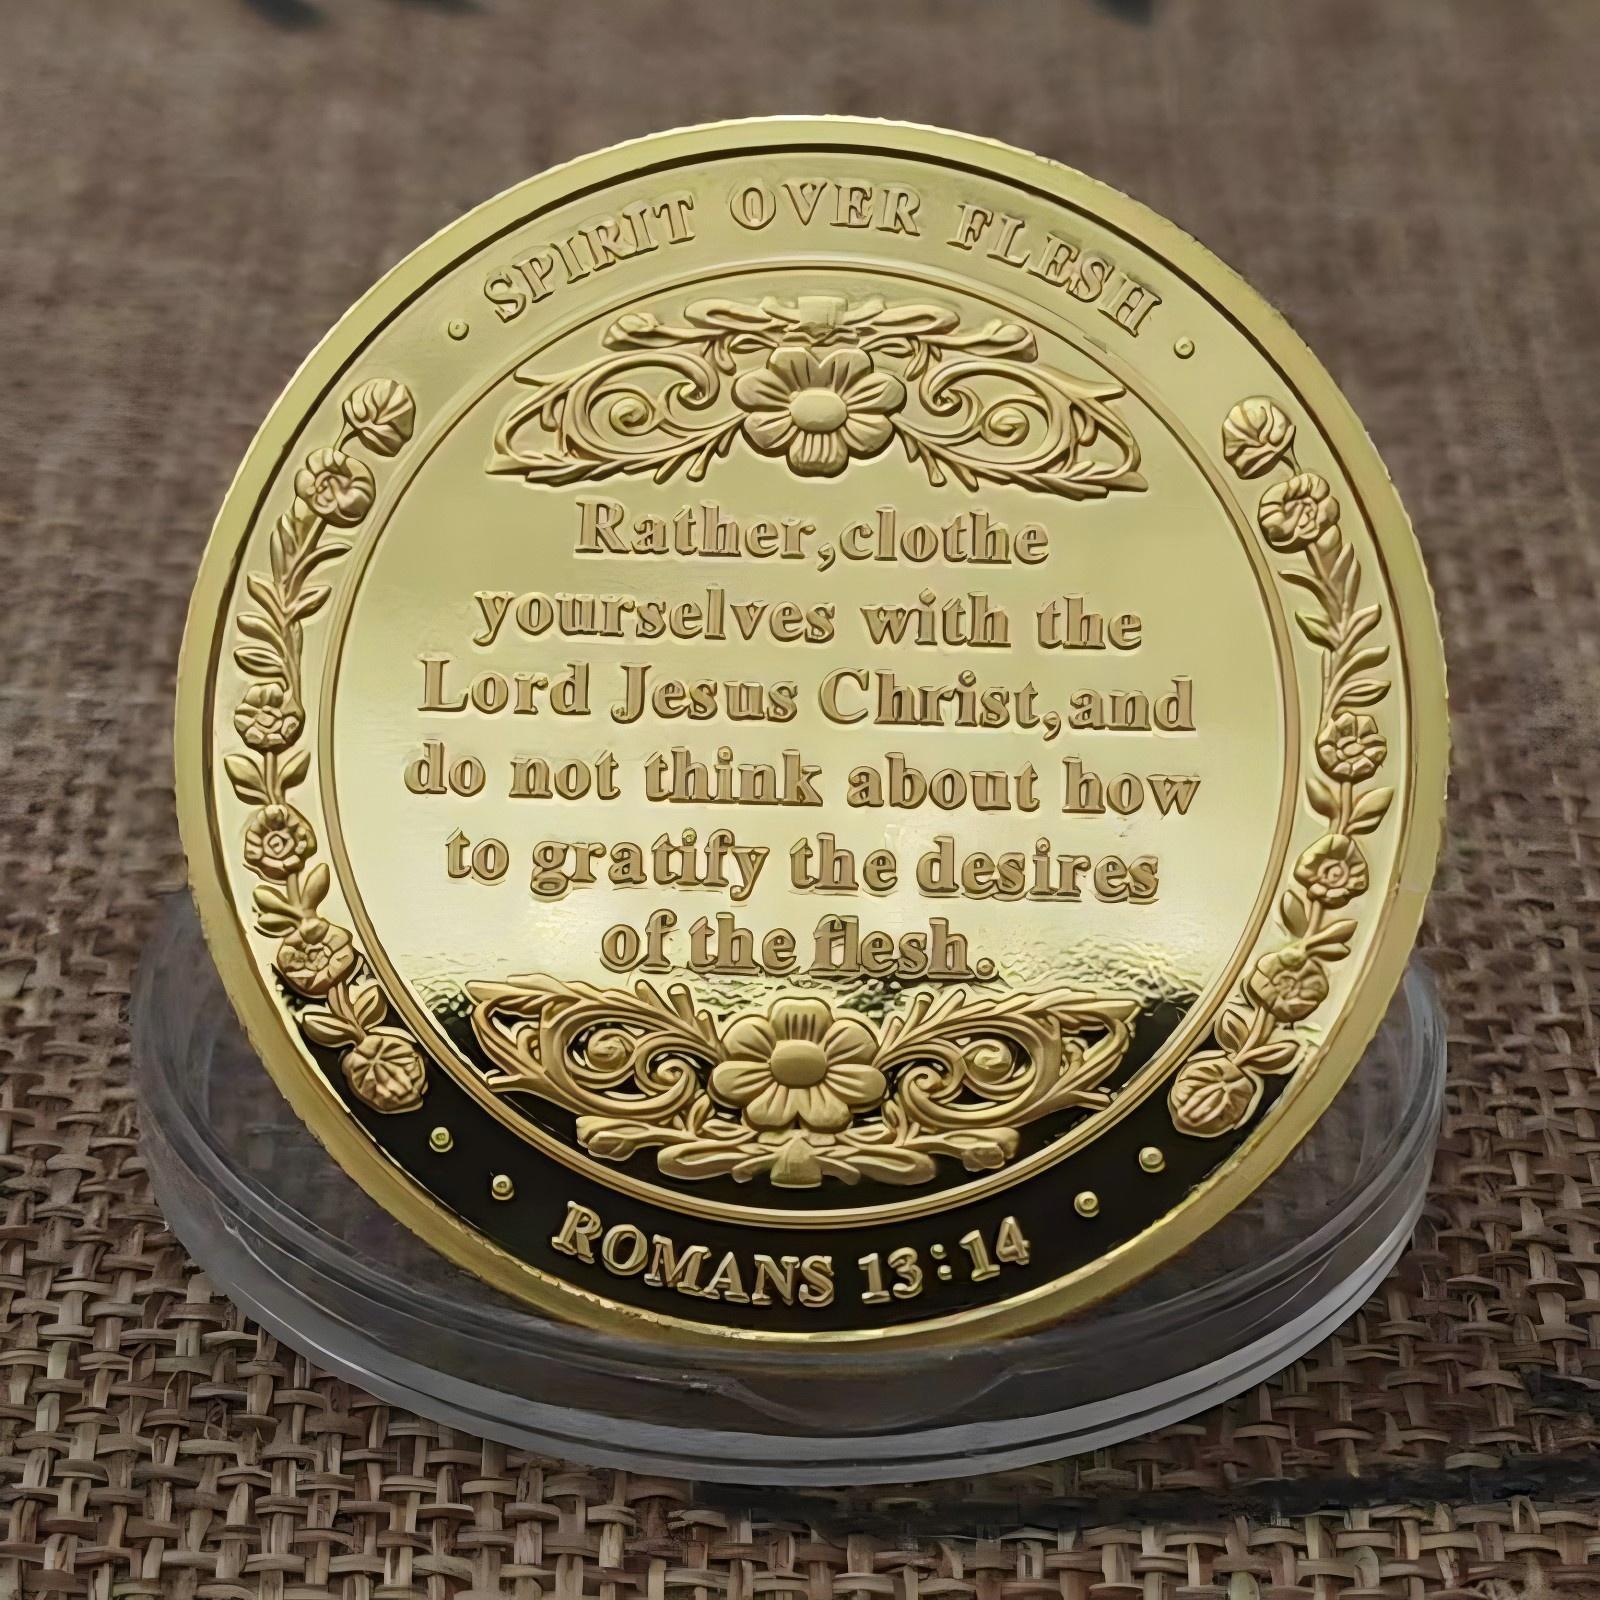 SPIRIT OVER FLESH
Rather,clothe
yourselves with the
Lord Jesus Christ,and
do not think about how
to gratify the desires
of the flesh.
ROMANS 13:14